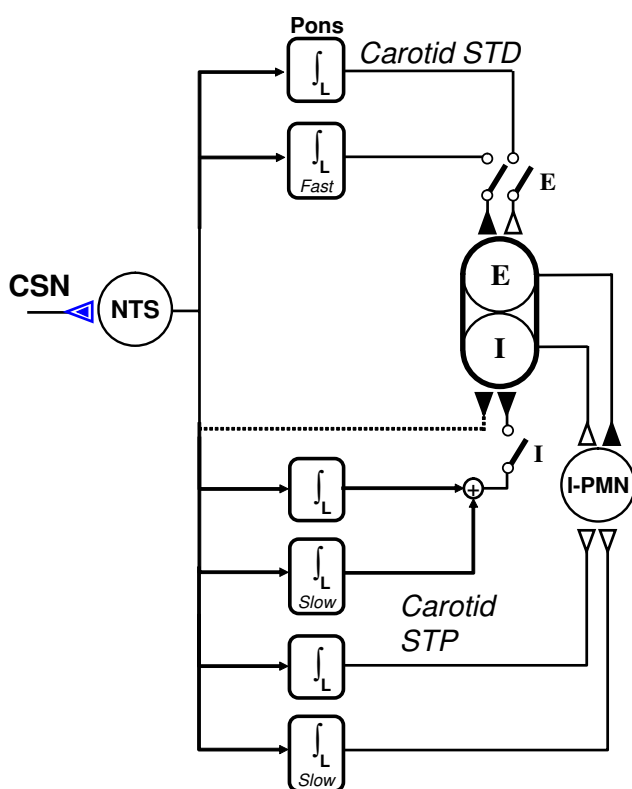 Pons
∫L
Carotid STD
∫L
Fast
E
CSN
NTS
E
I
I
∫L
+
I-PMN
∫L
Slow
Carotid
STP
∫L
∫L
Slow